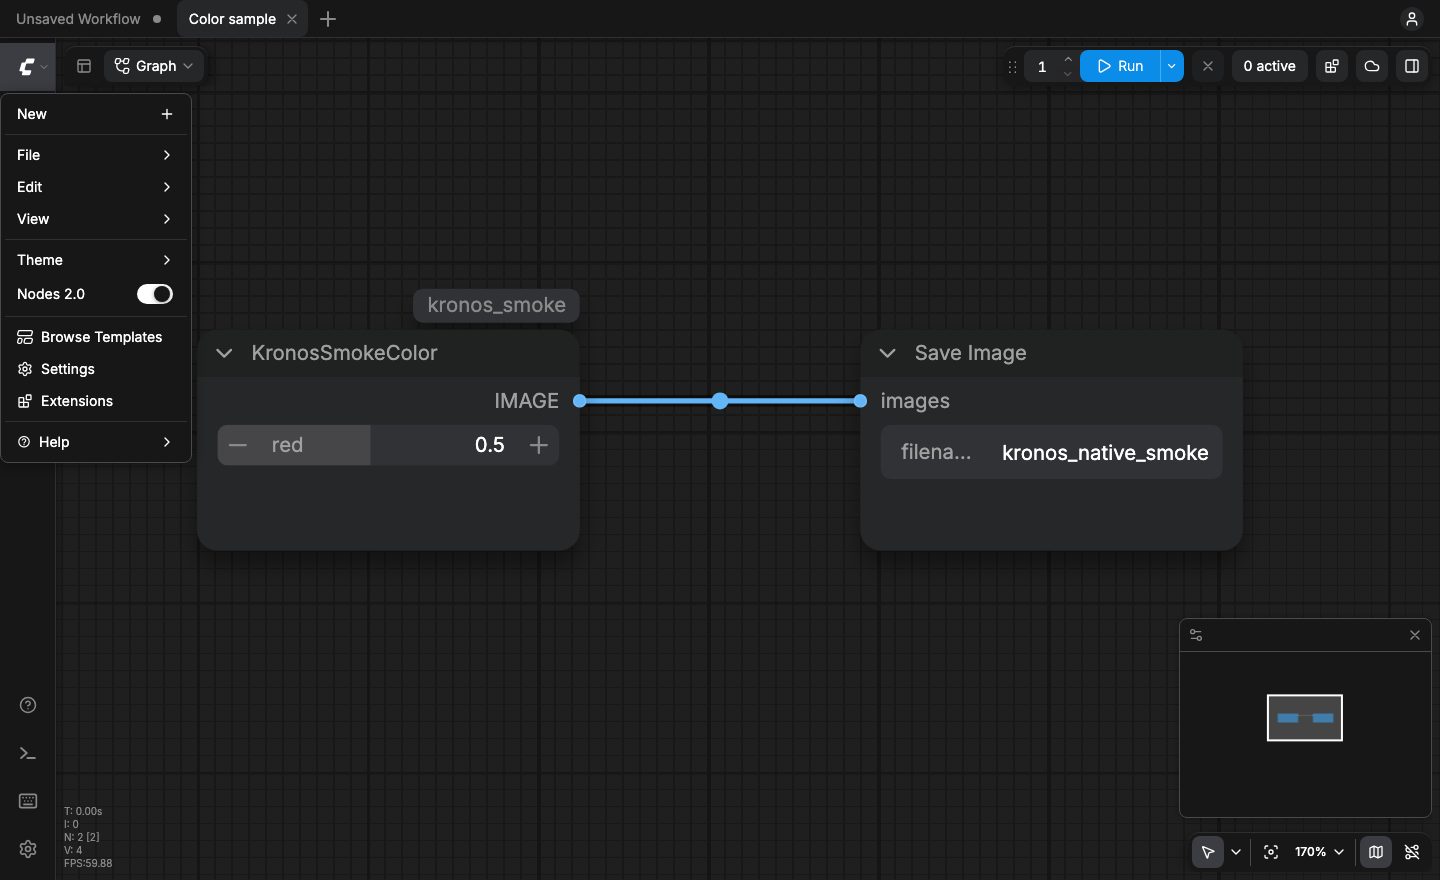 Unsaved Workflow
Color sample
Graph
1
Run
0 active
New
File
Edit
View
Theme
Nodes 2.0
Browse Templates
Settings
Extensions
Help
kronos_smoke
KronosSmokeColor
IMAGE
red
0.5
Save Image
images
filena...
kronos_native_smoke
T: 0.00s
I: 0
N: 2 [2]
V: 4
FPS:59.88
170%